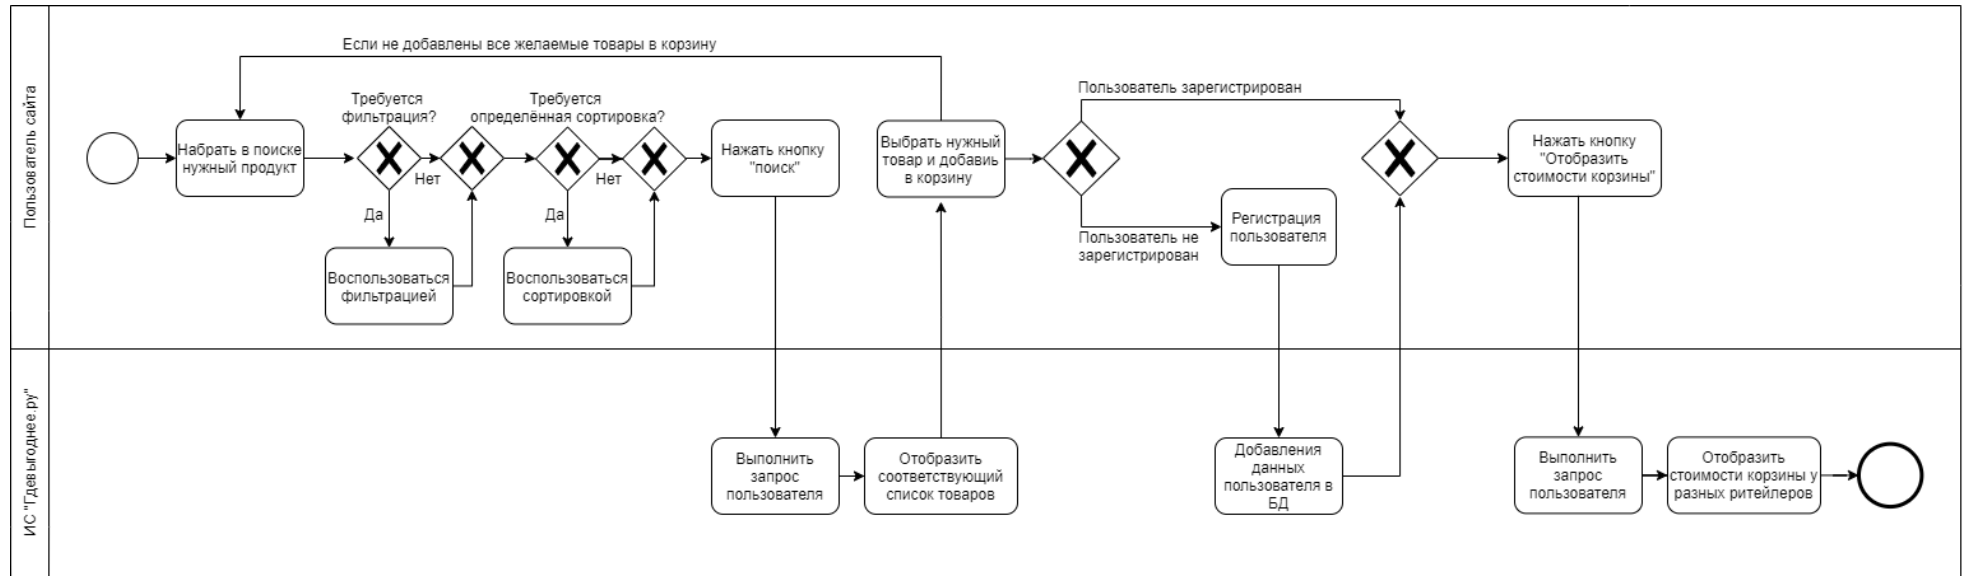 Пользователь сайта
Если не добавлены все желаемые товары в корзину
Набрать в поиске
нужный продукт
Требуется
фильтрация?
Нет
Да
Воспользоваться
фильтрацией
Требуется
определённая сортировка?
Нет
Да
Воспользоваться
сортировкой
Нажать кнопку
"поиск"
Выбрать нужный
товар и добавиь
в корзину
Пользователь зарегистрирован
Пользователь не
зарегистрирован
Регистрация
пользователя
Нажать кнопку
"Отобразить
стоимости корзины"
ИС "Гдевыгоднее.ру"
Выполнить
запрос
пользователя
Отобразить
соответствующий
список товаров
Добавления
данных
пользователя в
БД
Выполнить
запрос
пользователя
Отобразить
стоимости корзины у
разных ритейлеров